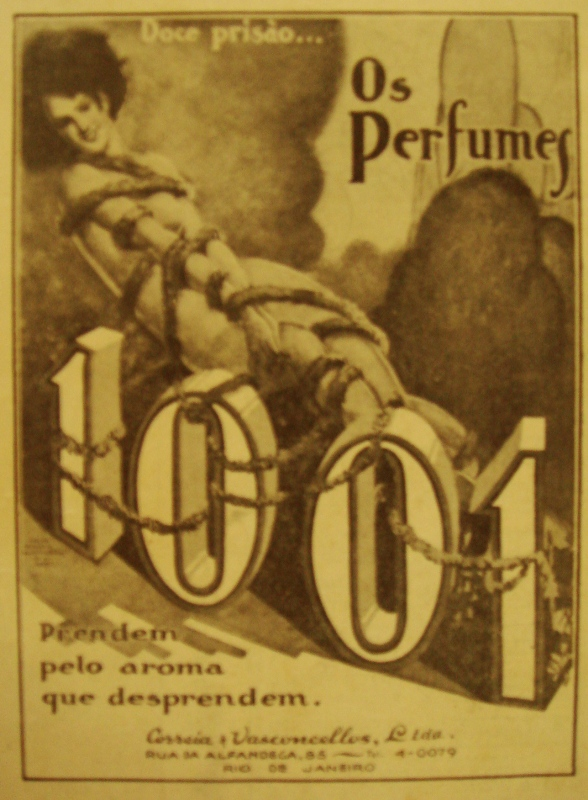 Doce prisão...
Os
Perfumes
1001
Prendem
pelo aroma
que desprendem.
Correia & Vasconcellos, L tda.
RUA DA ALFANDEGA, 85 — Tel. 4-0079
RIO DE JANEIRO